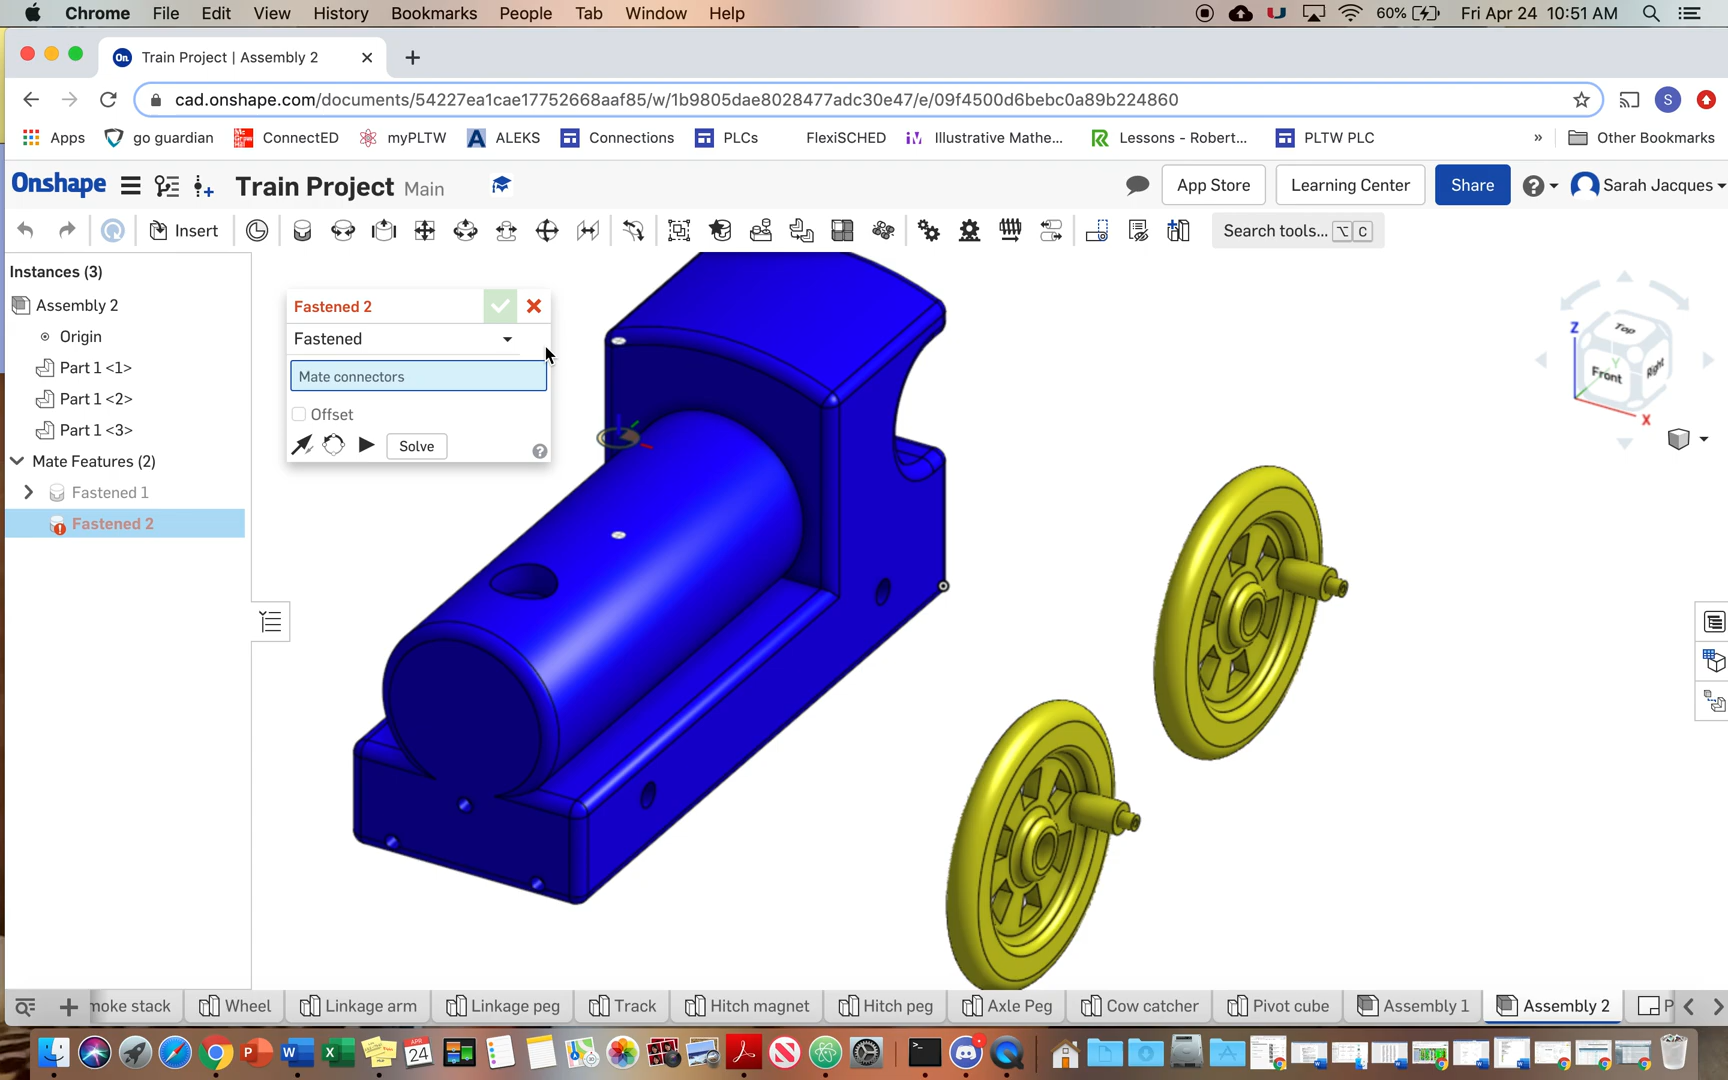 Chrome File Edit View History Bookmarks People Tab Window Help 60% Fri Apr 24 10:51 AM
On Train Project | Assembly 2
cad.onshape.com/documents/54227ea1cae17752668aaf85/w/1b9805dae8028477adc30e47/e/09f4500d6bebc0a89b224860 S
Apps go guardian ConnectED myPLTW ALEKS Connections PLCs FlexiSCHED Illustrative Mathe... Lessons - Robert... PLTW PLC » Other Bookmarks
Onshape Train Project Main App Store Learning Center Share Sarah Jacques
Insert Search tools... ⌥ C
Instances (3)
Assembly 2
Origin
Part 1 <1>
Part 1 <2>
Part 1 <3>
Mate Features (2)
Fastened 1
Fastened 2
Fastened 2
Fastened
Mate connectors
Offset
Solve
Top
Front
Right
Z
Y
X
moke stack Wheel Linkage arm Linkage peg Track Hitch magnet Hitch peg Axle Peg Cow catcher Pivot cube Assembly 1 Assembly 2 P
APR
24